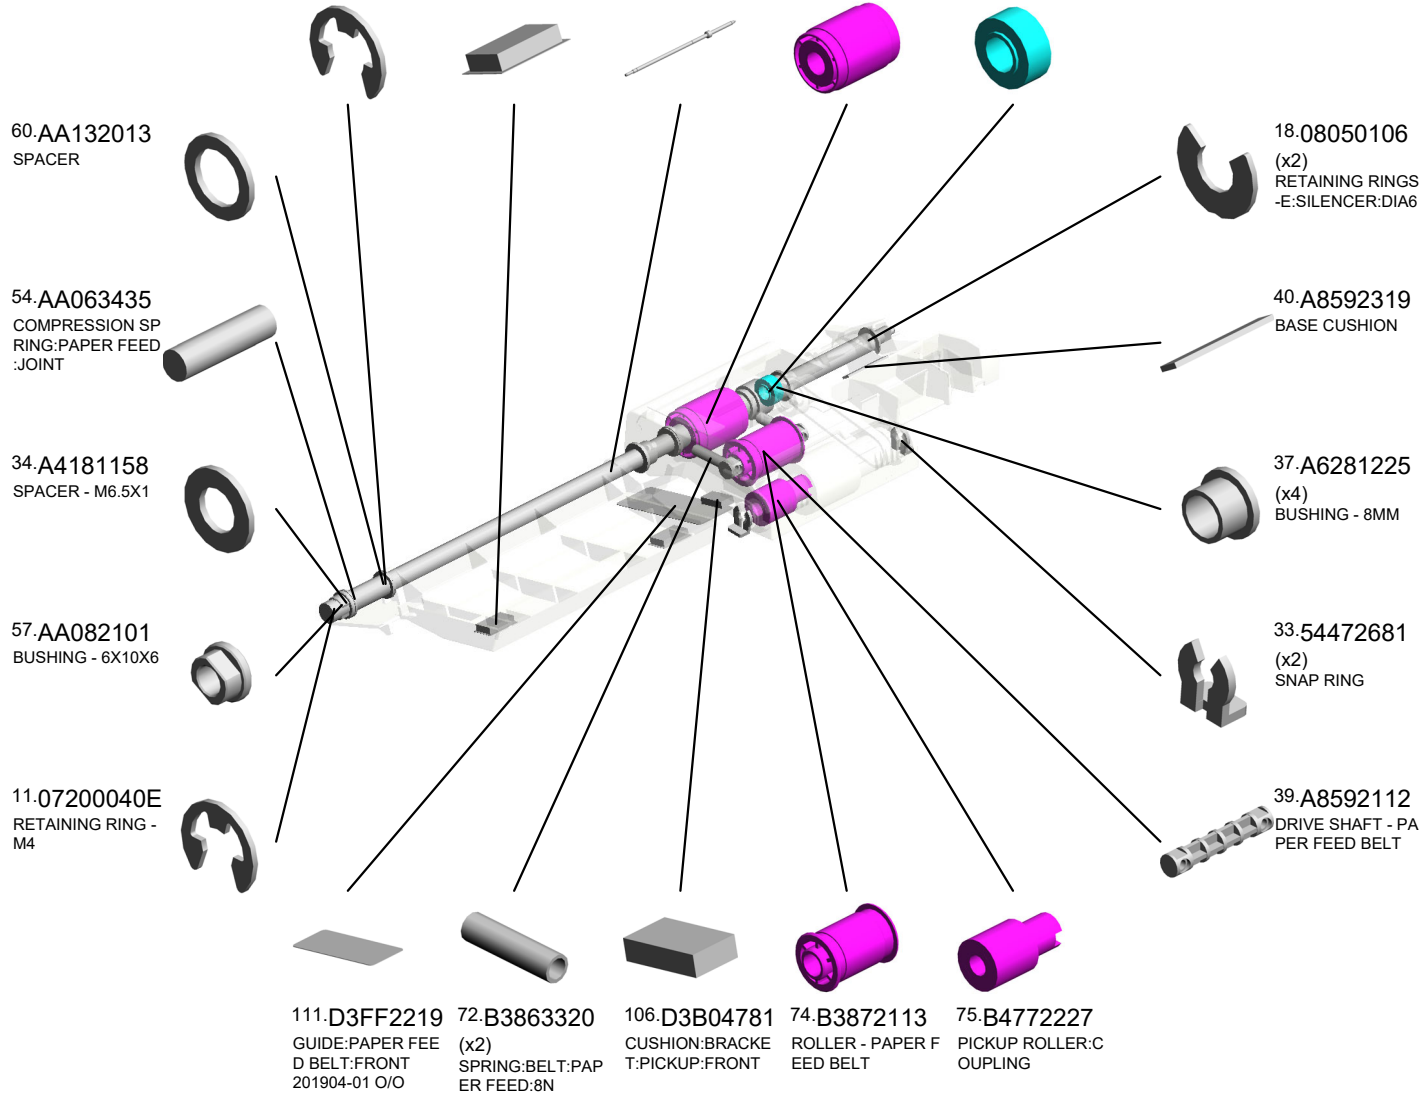 60.AA132013
SPACER
54.AA063435
COMPRESSION SP
RING:PAPER FEED
:JOINT
34.A4181158
SPACER - M6.5X1
57.AA082101
BUSHING - 6X10X6
11.07200040E
RETAINING RING -
M4
18.08050106
(x2)
RETAINING RINGS
-E:SILENCER:DIA6
40.A8592319
BASE CUSHION
37.A6281225
(x4)
BUSHING - 8MM
33.54472681
(x2)
SNAP RING
39.A8592112
DRIVE SHAFT - PA
PER FEED BELT
111.D3FF2219
GUIDE:PAPER FEE
D BELT:FRONT
201904-01 O/O
72.B3863320
(x2)
SPRING:BELT:PAP
ER FEED:8N
106.D3B04781
CUSHION:BRACKE
T:PICKUP:FRONT
74.B3872113
ROLLER - PAPER F
EED BELT
75.B4772227
PICKUP ROLLER:C
OUPLING